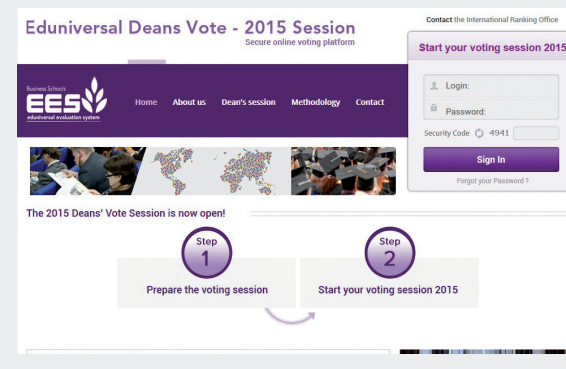 Eduniversal Deans Vote - 2015 Session
Secure online voting platform
Contact the International Ranking Office
Start your voting session 2015
Login:
Password:
Security Code 4941
Sign In
Forgot your Password ?
Business Schools
EES
eduniversal evaluation system
Home About us Dean's session Methodology Contact
The 2015 Deans' Vote Session is now open!
Step
1
Prepare the voting session
Step
2
Start your voting session 2015